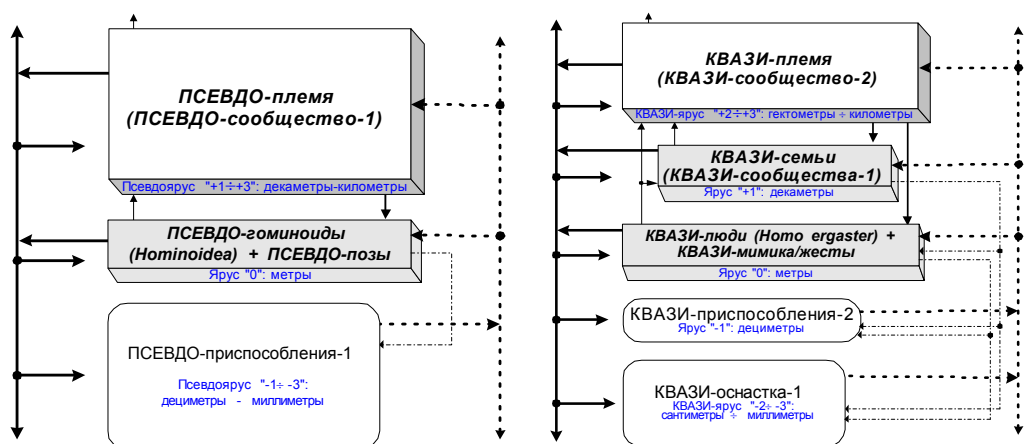 ПСЕВДО-племя
(ПСЕВДО-сообщество-1)
Псевдоярус "+1÷+3": декаметры-километры
ПСЕВДО-гоминоиды
(Hominoidea) + ПСЕВДО-позы
Ярус "0": метры
ПСЕВДО-приспособления-1
Псевдоярус "-1÷ -3":
дециметры - миллиметры
КВАЗИ-племя
(КВАЗИ-сообщество-2)
КВАЗИ-ярус "+2÷+3": гектометры ÷ километры
КВАЗИ-семьи
(КВАЗИ-сообщества-1)
Ярус "+1": декаметры
КВАЗИ-люди (Homo ergaster) +
КВАЗИ-мимика/жесты
Ярус "0": метры
КВАЗИ-приспособления-2
Ярус "-1": дециметры
КВАЗИ-оснастка-1
КВАЗИ-ярус "-2÷ -3":
сантиметры ÷ миллиметры